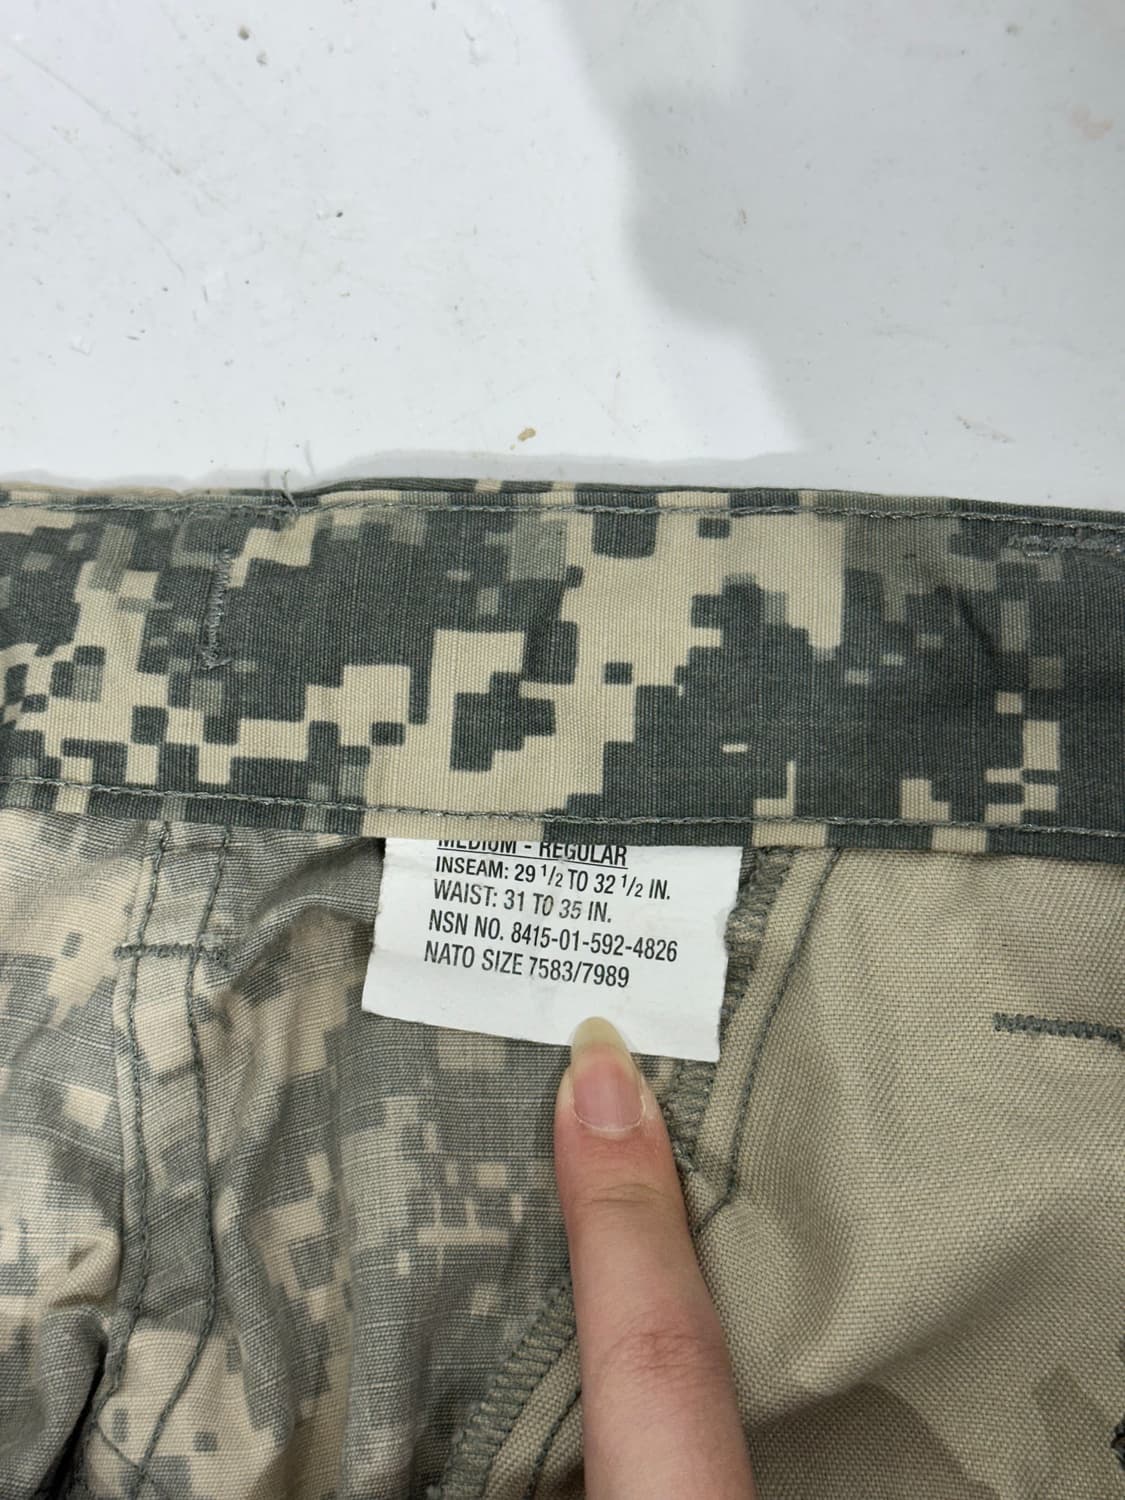 MEDIUM - REGULAR
INSEAM: 29 1/2 TO 32 1/2 IN.
WAIST: 31 TO 35 IN.
NSN NO. 8415-01-592-4826
NATO SIZE 7583/7989